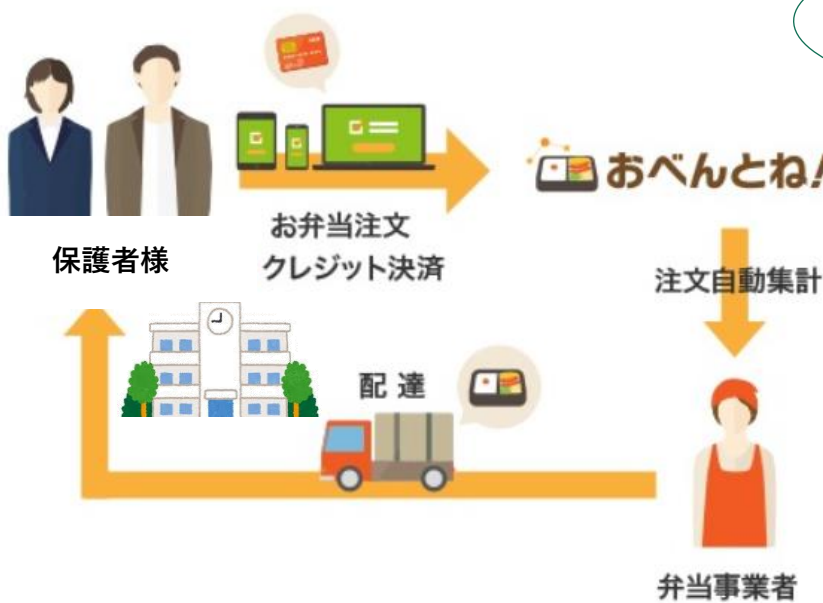 おべんとね!
お弁当注文
クレジット決済
保護者様
注文自動集計
配達
弁当事業者